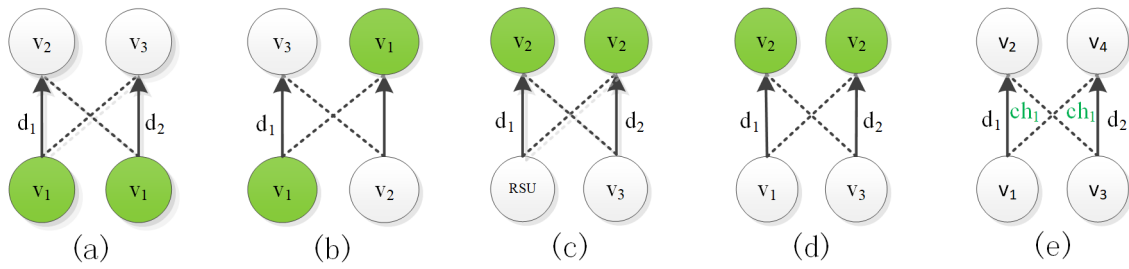 v2 v3 v3 v1 v2 v2 v2 v2 v2 v4
d1 d2 d1 d1 d2 d1 d2 d1 ch1 ch1 d2
v1 v1 v1 v2 RSU v3 v1 v3 v1 v3
(a) (b) (c) (d) (e)